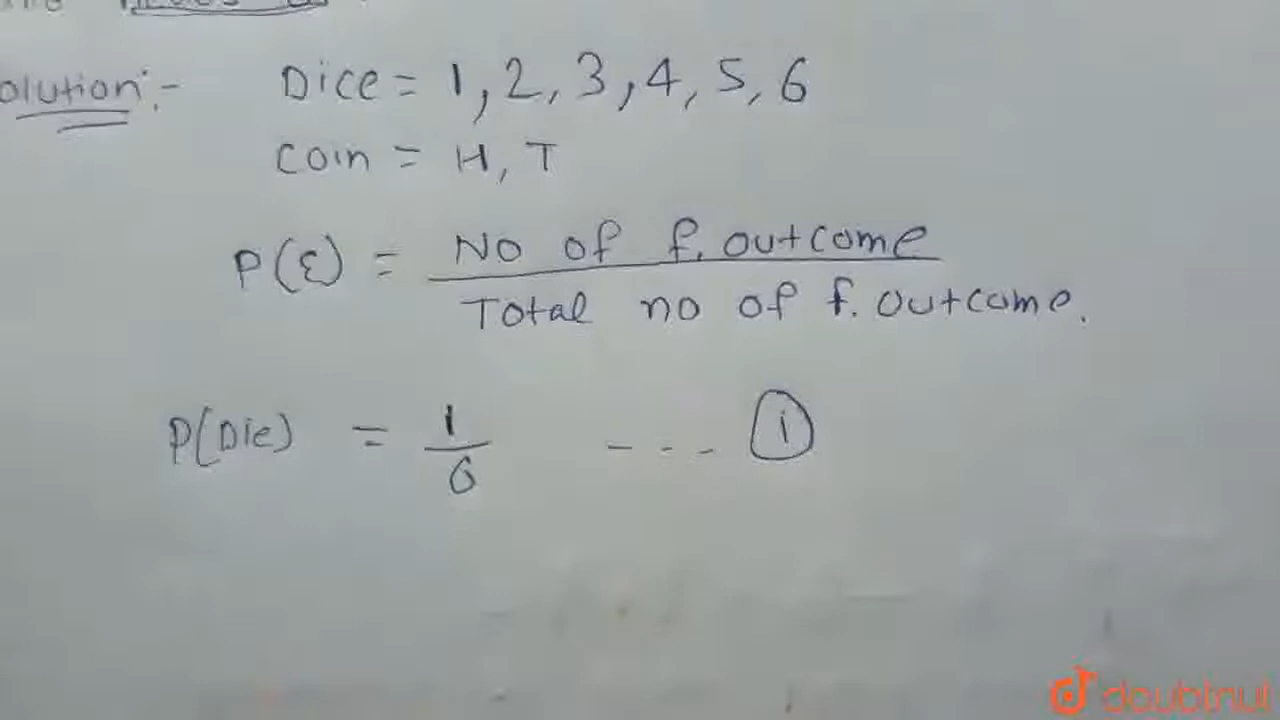 olution:-
Dice = 1, 2, 3, 4, 5, 6
Coin = H, T
P(E) = No of f. outcome
Total no of f. outcome.
P(Die) = 1/6 --- (i)
doubtnut